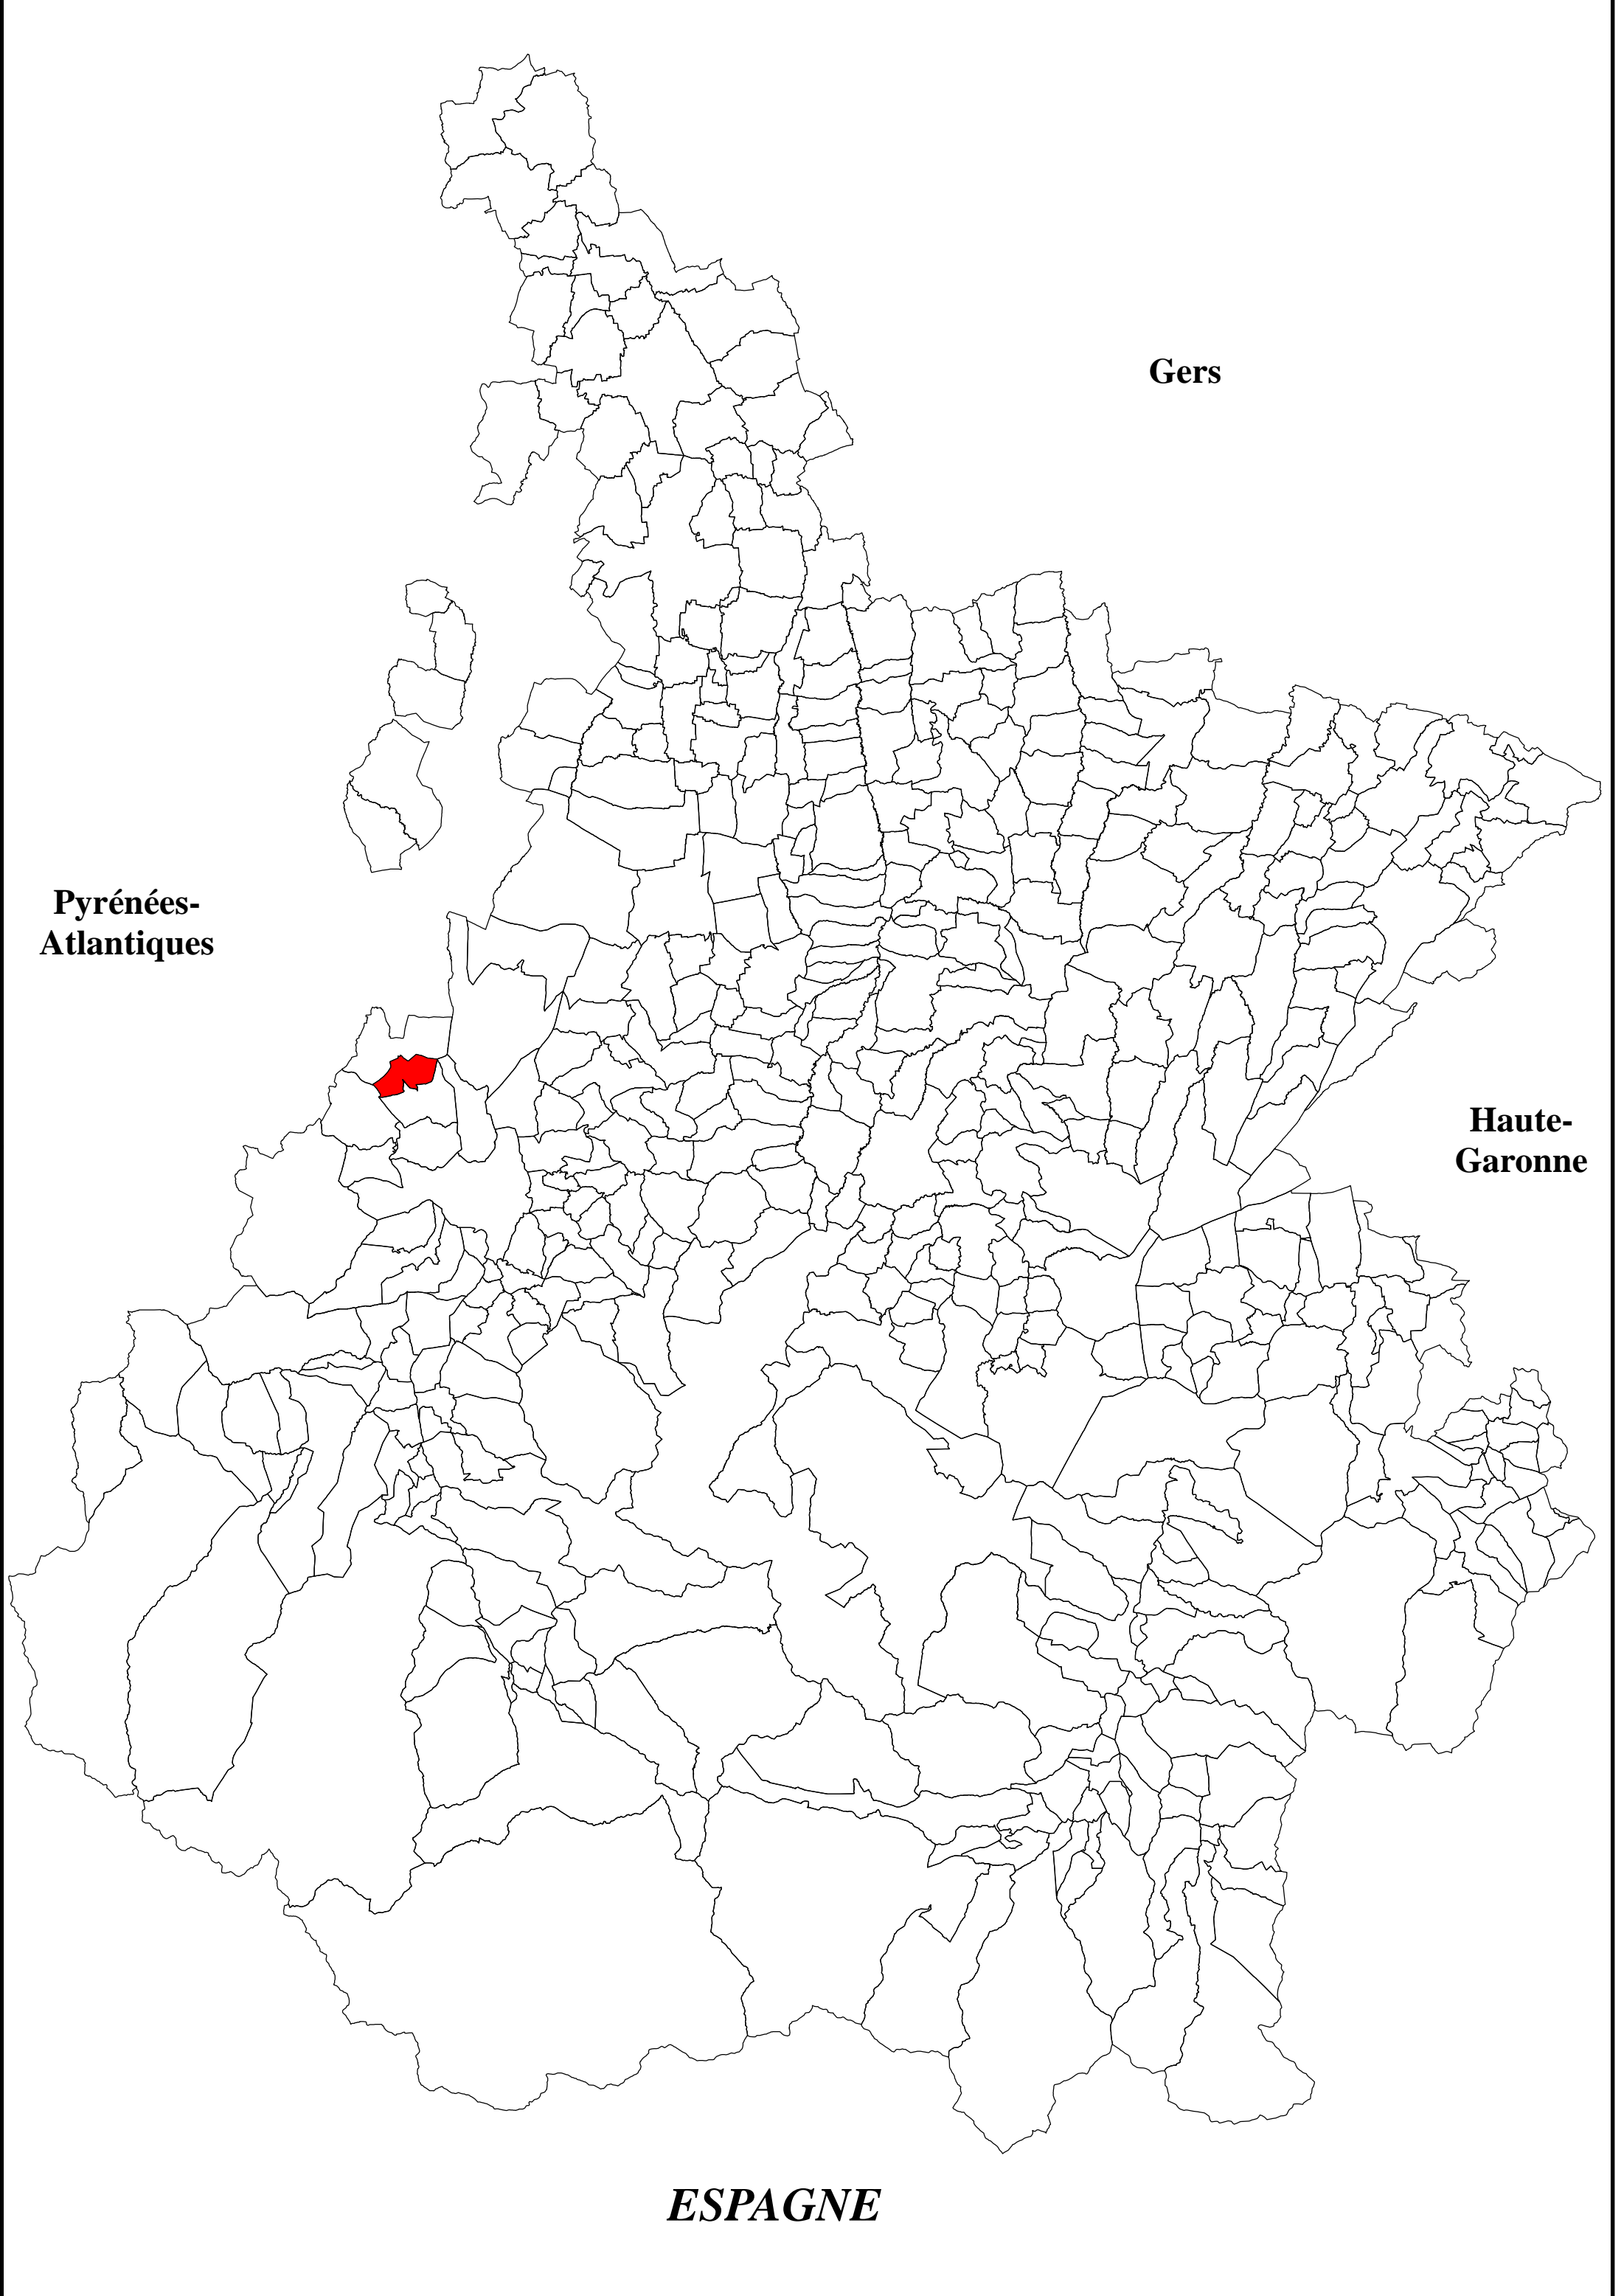 Gers
Pyrénées-
Atlantiques
Haute-
Garonne
ESPAGNE